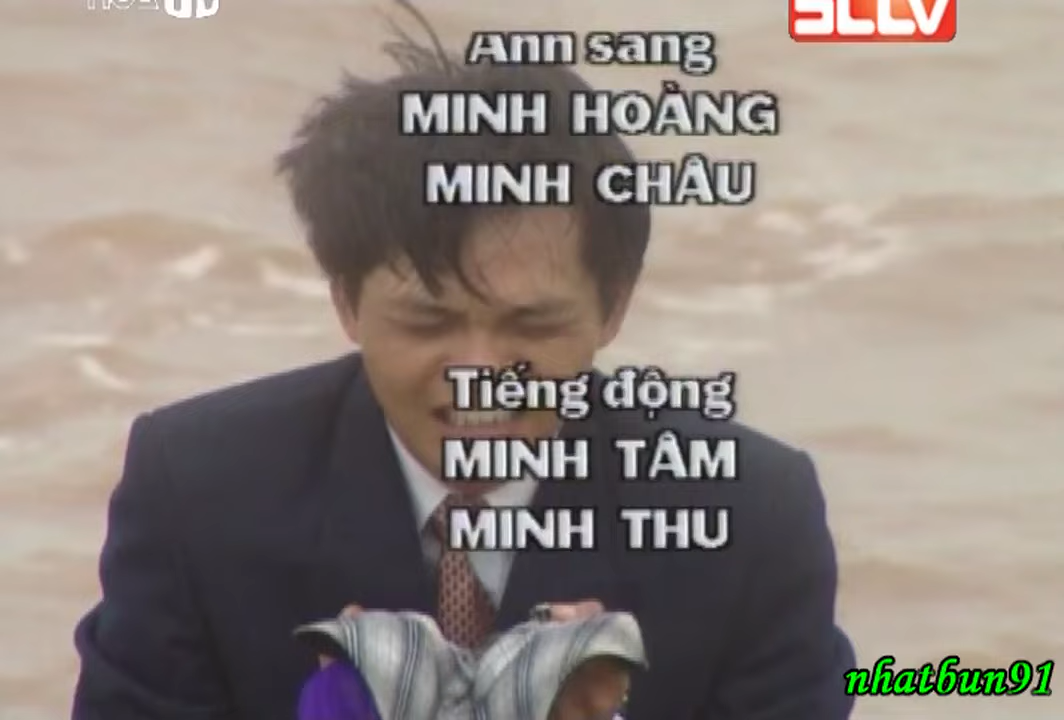 SCTV
Ánh sáng
MINH HOÀNG
MINH CHÂU
Tiếng động
MINH TÂM
MINH THU
nhatbun91